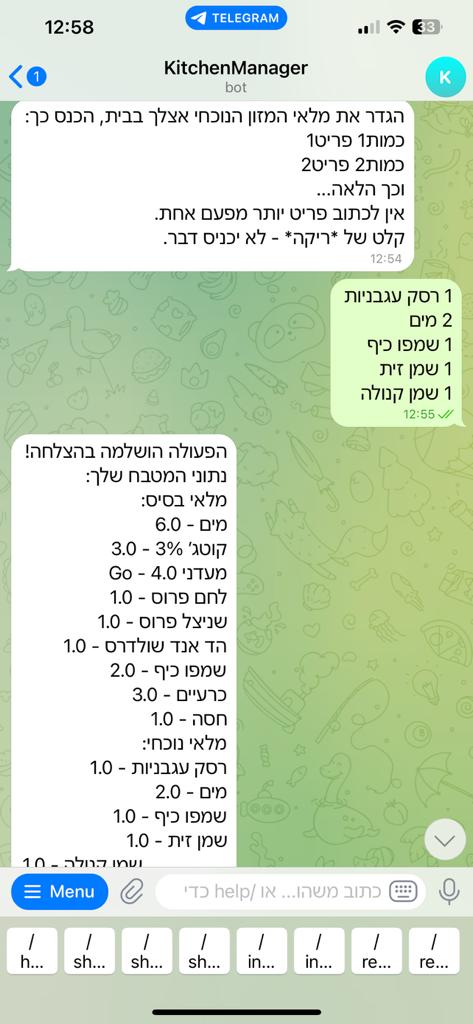 12:58
TELEGRAM
33
1
KitchenManager
bot
K
הגדר את מלאי המזון הנוכחי אצלך בבית, הכנס כך:
כמות1 פריט1
כמות2 פריט2
וכך הלאה...
אין לכתוב פריט יותר מפעם אחת.
קלט של *ריקה* - לא יכניס דבר.
12:54
1 רסק עגבניות
2 מים
1 שמפו כיף
1 שמן זית
1 שמן קנולה
12:55
הפעולה הושלמה בהצלחה!
נתוני המטבח שלך:
מלאי בסיס:
מים - 6.0
קוטג' 3% - 3.0
מעדני Go - 4.0
לחם פרוס - 1.0
שניצל פרוס - 1.0
הד אנד שולדרס - 1.0
שמפו כיף - 2.0
כרעיים - 3.0
חסה - 1.0
מלאי נוכחי:
רסק עגבניות - 1.0
מים - 2.0
שמפו כיף - 1.0
שמן זית - 1.0
שמן קנולה - 1.0
Menu
כתוב משהו... או /help כדי
/h...
/sh...
/sh...
/sh...
/in...
/in...
/re...
/re...